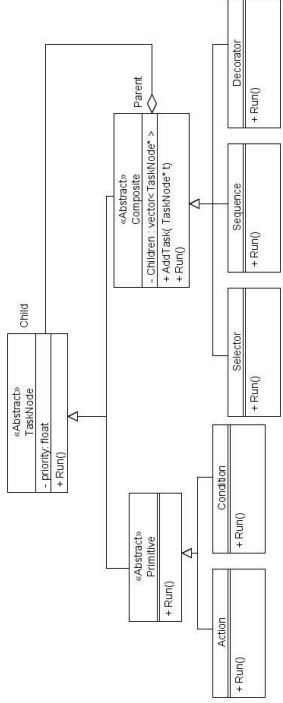 Child
«Abstract»
TaskNode
- priority: float
+ Run()
Parent
«Abstract»
Primitive
+ Run()
«Abstract»
Composite
- Children : vector<TaskNode* >
+ AddTask( TaskNode* t)
+ Run()
Action
+ Run()
Condition
+ Run()
Selector
+ Run()
Sequence
+ Run()
Decorator
+ Run()